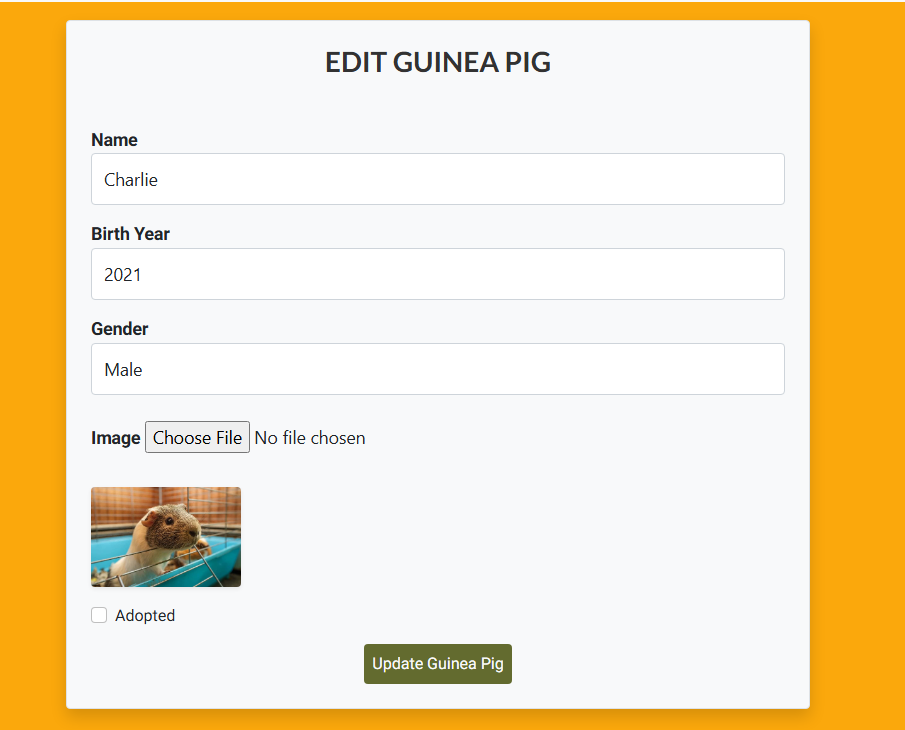 EDIT GUINEA PIG
Name
Charlie
Birth Year
2021
Gender
Male
Image Choose File No file chosen
Adopted
Update Guinea Pig